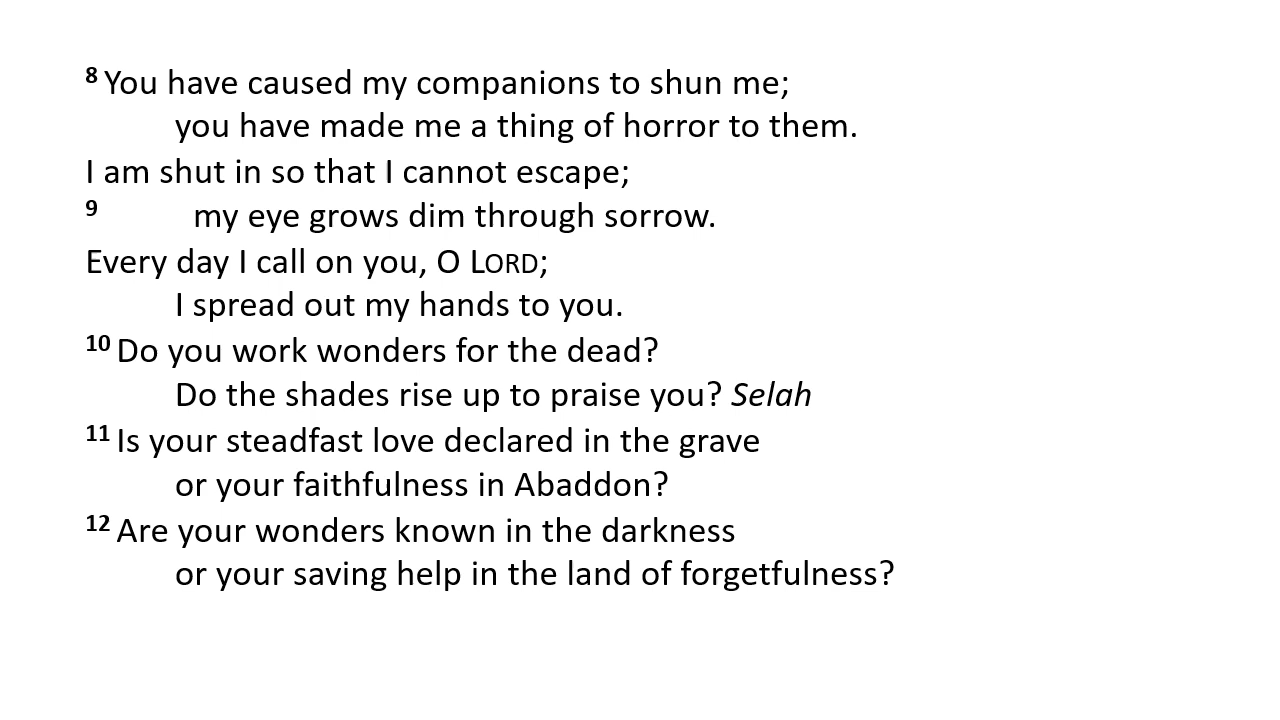 8 You have caused my companions to shun me;
you have made me a thing of horror to them.
I am shut in so that I cannot escape;
9 my eye grows dim through sorrow.
Every day I call on you, O LORD;
I spread out my hands to you.
10 Do you work wonders for the dead?
Do the shades rise up to praise you? Selah
11 Is your steadfast love declared in the grave
or your faithfulness in Abaddon?
12 Are your wonders known in the darkness
or your saving help in the land of forgetfulness?